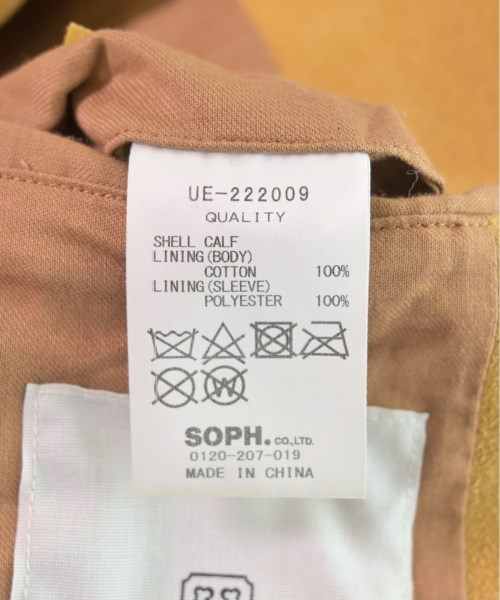 UE-222009
QUALITY
SHELL CALF
LINING(BODY)
COTTON 100%
LINING(SLEEVE)
POLYESTER 100%
W
SOPH.CO.,LTD.
0120-207-019
MADE IN CHINA